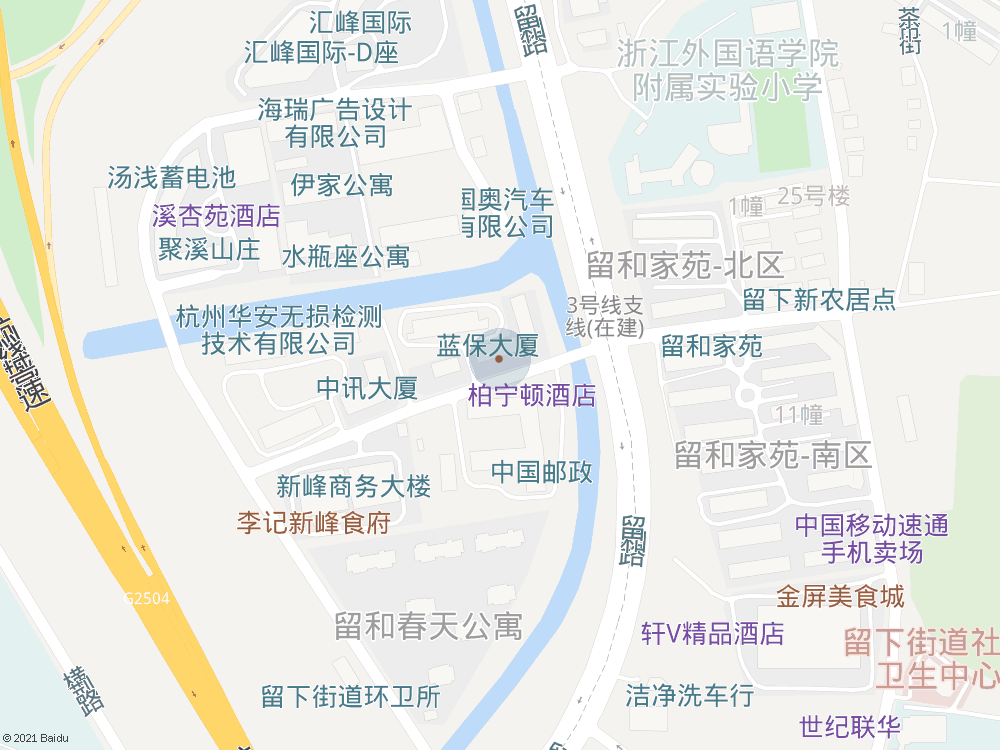 汇峰国际
汇峰国际-D座
留和路
茶市街
1幢
浙江外国语学院
附属实验小学
海瑞广告设计
有限公司
汤浅蓄电池
伊家公寓
国奥汽车
有限公司
溪杏苑酒店
聚溪山庄
水瓶座公寓
1幢
25号楼
留和家苑-北区
3号线支
线(在建)
留下新农居点
杭州华安无损检测
技术有限公司
蓝保大厦
留和家苑
中讯大厦
柏宁顿酒店
11幢
留和家苑-南区
中国邮政
新峰商务大楼
李记新峰食府
留和路
中国移动速通
手机卖场
G2504
金屏美食城
留和春天公寓
轩V精品酒店
留下街道社
卫生中心
留下街道环卫所
洁净洗车行
世纪联华
© 2021 Baidu